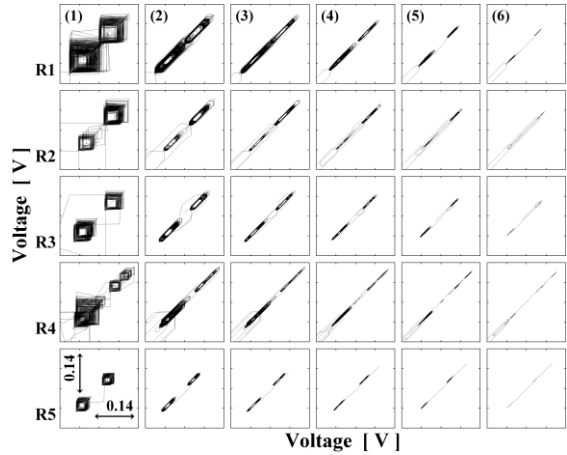 (1) (2) (3) (4) (5) (6)
R1
R2
R3
R4
R5
0.14
0.14
Voltage [ V ]
Voltage [ V ]